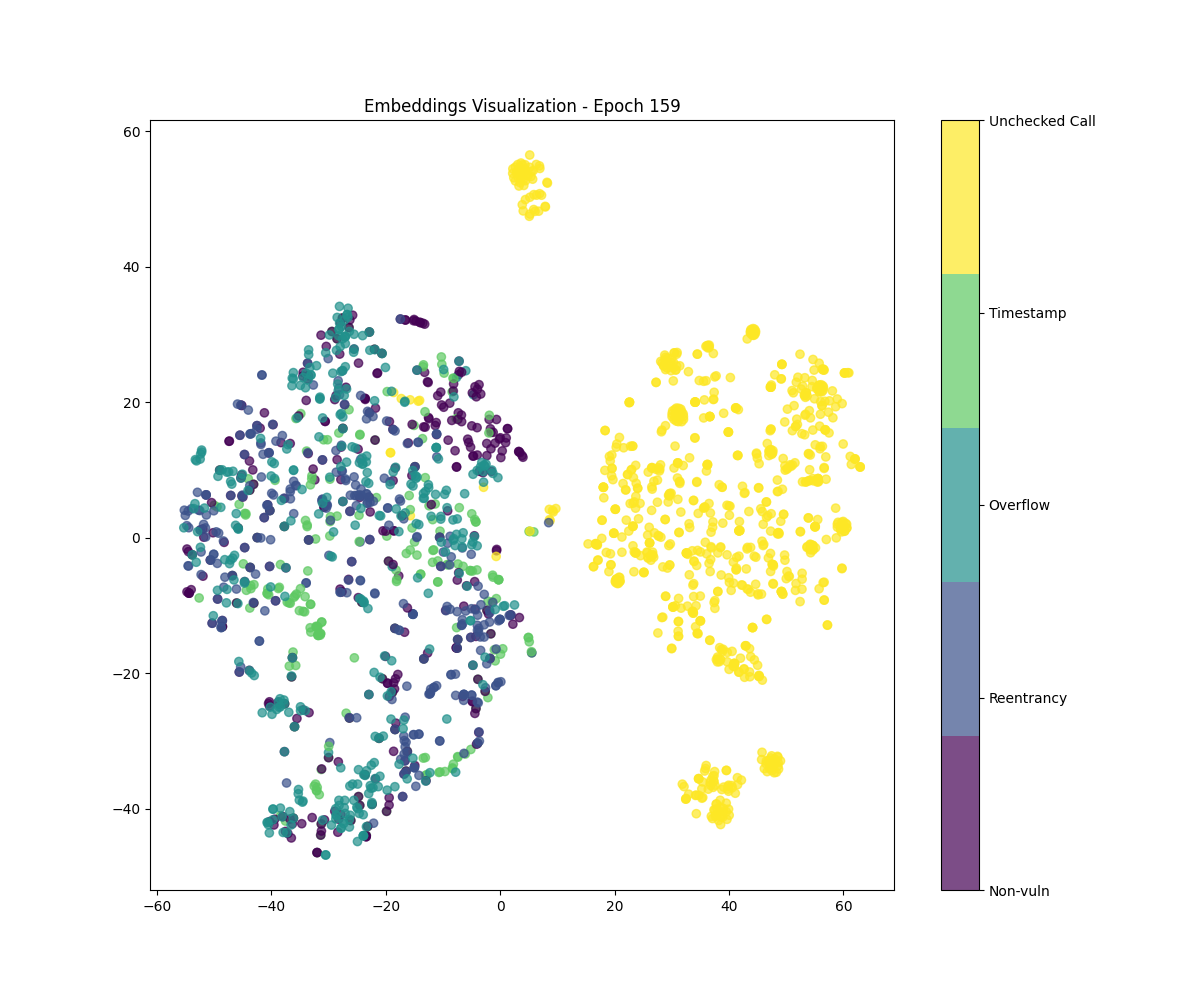 Embeddings Visualization - Epoch 159
60
40
20
0
−20
−40
−60
−40
−20
0
20
40
60
Unchecked Call
Timestamp
Overflow
Reentrancy
Non-vuln